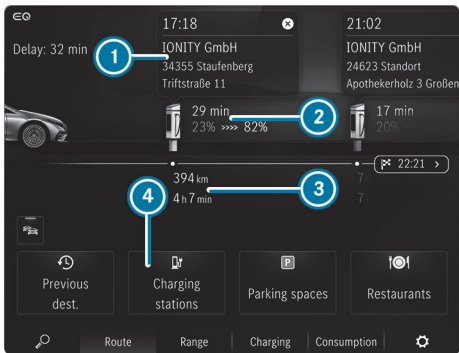 EQ
Delay: 32 min
17:18
IONITY GmbH
34355 Staufenberg
Triftstraße 11
21:02
IONITY GmbH
24623 Standort
Apothekerholz 3 Großen
1
29 min
23% »»» 82%
2
17 min
20%
22:21 >
394 km
4 h 7 min
3
4
Previous
dest.
Charging
stations
P
Parking spaces
Restaurants
Route
Range
Charging
Consumption